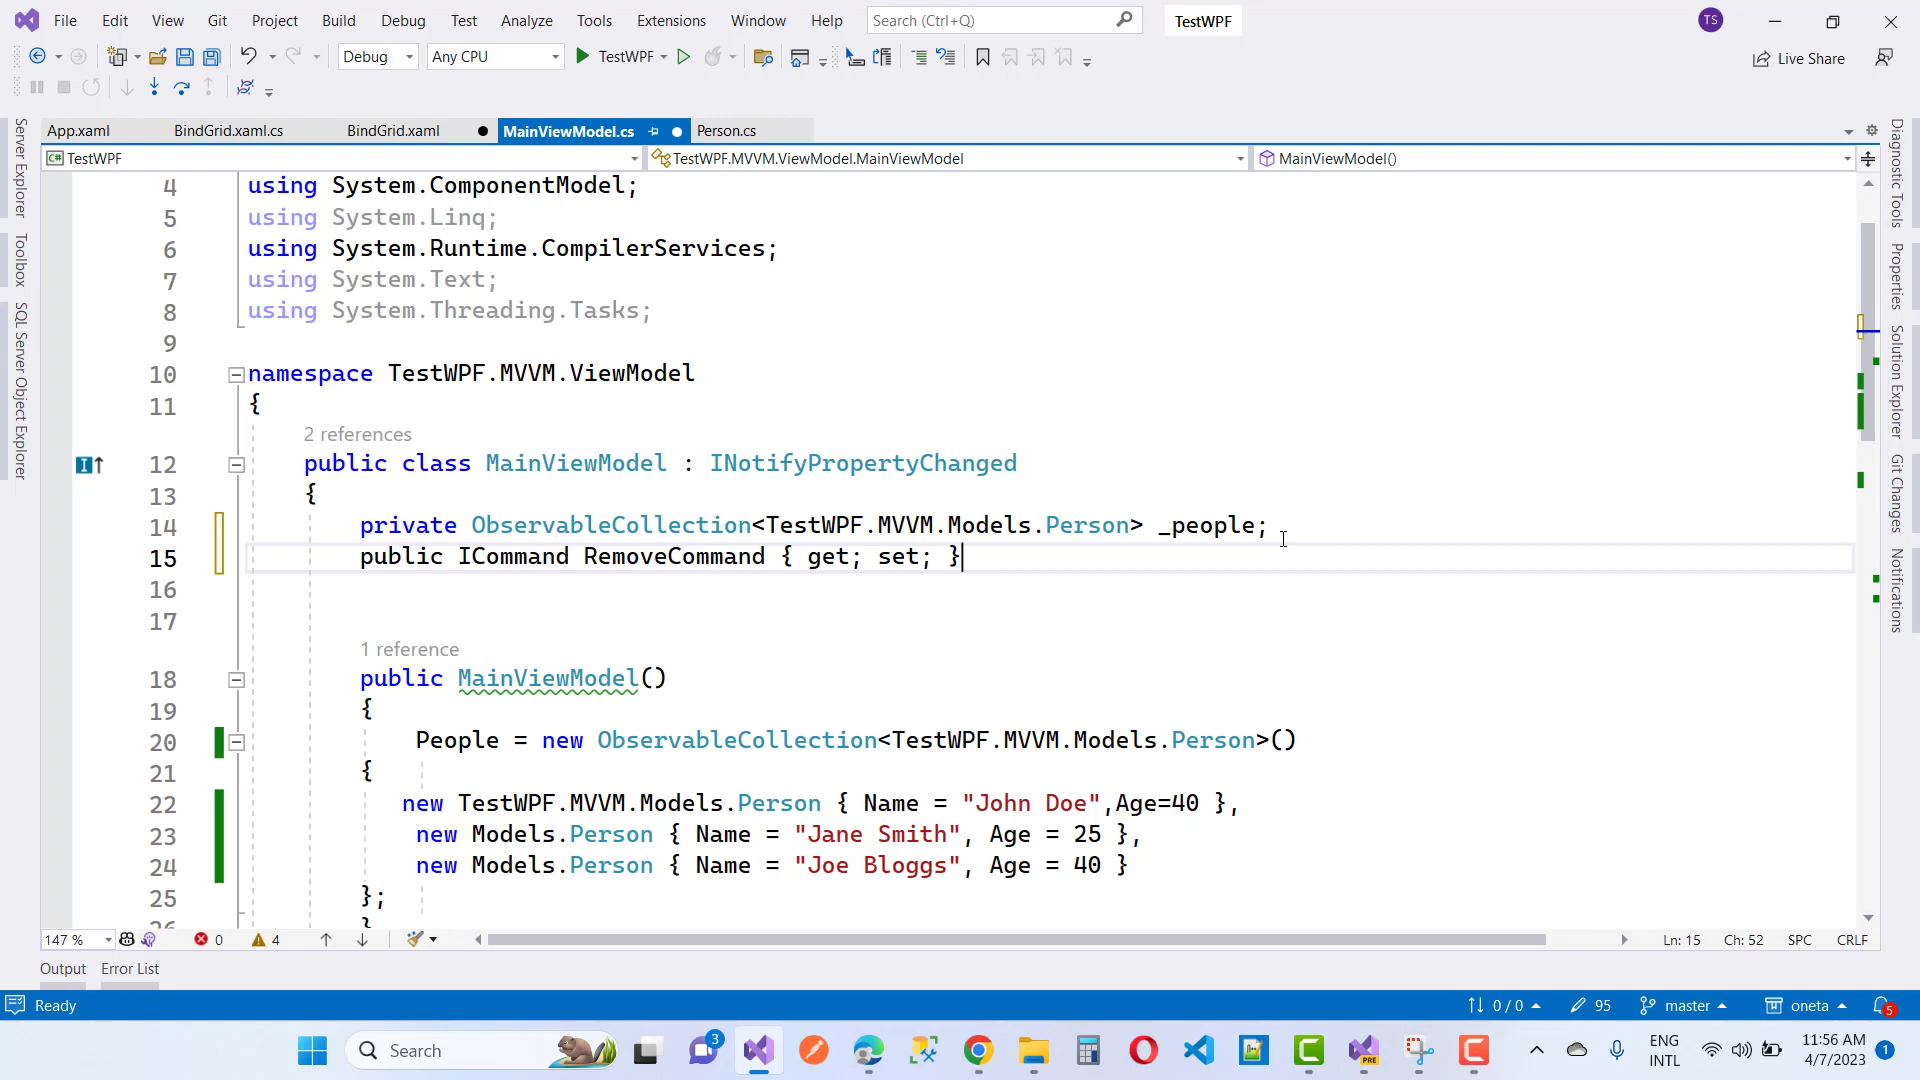 File Edit View Git Project Build Debug Test Analyze Tools Extensions Window Help Search (Ctrl+Q) TestWPF TS
Debug Any CPU TestWPF Live Share
App.xaml BindGrid.xaml.cs BindGrid.xaml MainViewModel.cs Person.cs
C# TestWPF TestWPF.MVVM.ViewModel.MainViewModel MainViewModel()
Server Explorer
Toolbox
SQL Server Object Explorer
4 using System.ComponentModel;
5 using System.Linq;
6 using System.Runtime.CompilerServices;
7 using System.Text;
8 using System.Threading.Tasks;
9
10 namespace TestWPF.MVVM.ViewModel
11 {
2 references
12 public class MainViewModel : INotifyPropertyChanged
13 {
14 private ObservableCollection<TestWPF.MVVM.Models.Person> _people;
15 public ICommand RemoveCommand { get; set; }
16
17
1 reference
18 public MainViewModel()
19 {
20 People = new ObservableCollection<TestWPF.MVVM.Models.Person>()
21 {
22 new TestWPF.MVVM.Models.Person { Name = "John Doe",Age=40 },
23 new Models.Person { Name = "Jane Smith", Age = 25 },
24 new Models.Person { Name = "Joe Bloggs", Age = 40 }
25 };
26 }
Diagnostic Tools
Properties
Solution Explorer
Git Changes
Notifications
147 % 0 4 Ln: 15 Ch: 52 SPC CRLF
Output Error List
Ready 0 / 0 95 master oneta 5
Search 3 PRE ENG INTL 11:56 AM 4/7/2023 1